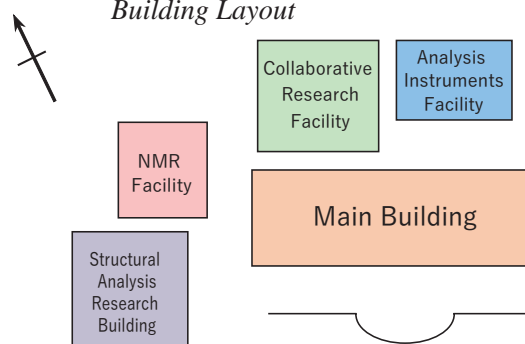 Building Layout
Collaborative
Research
Facility
Analysis
Instruments
Facility
NMR
Facility
Main Building
Structural
Analysis
Research
Building